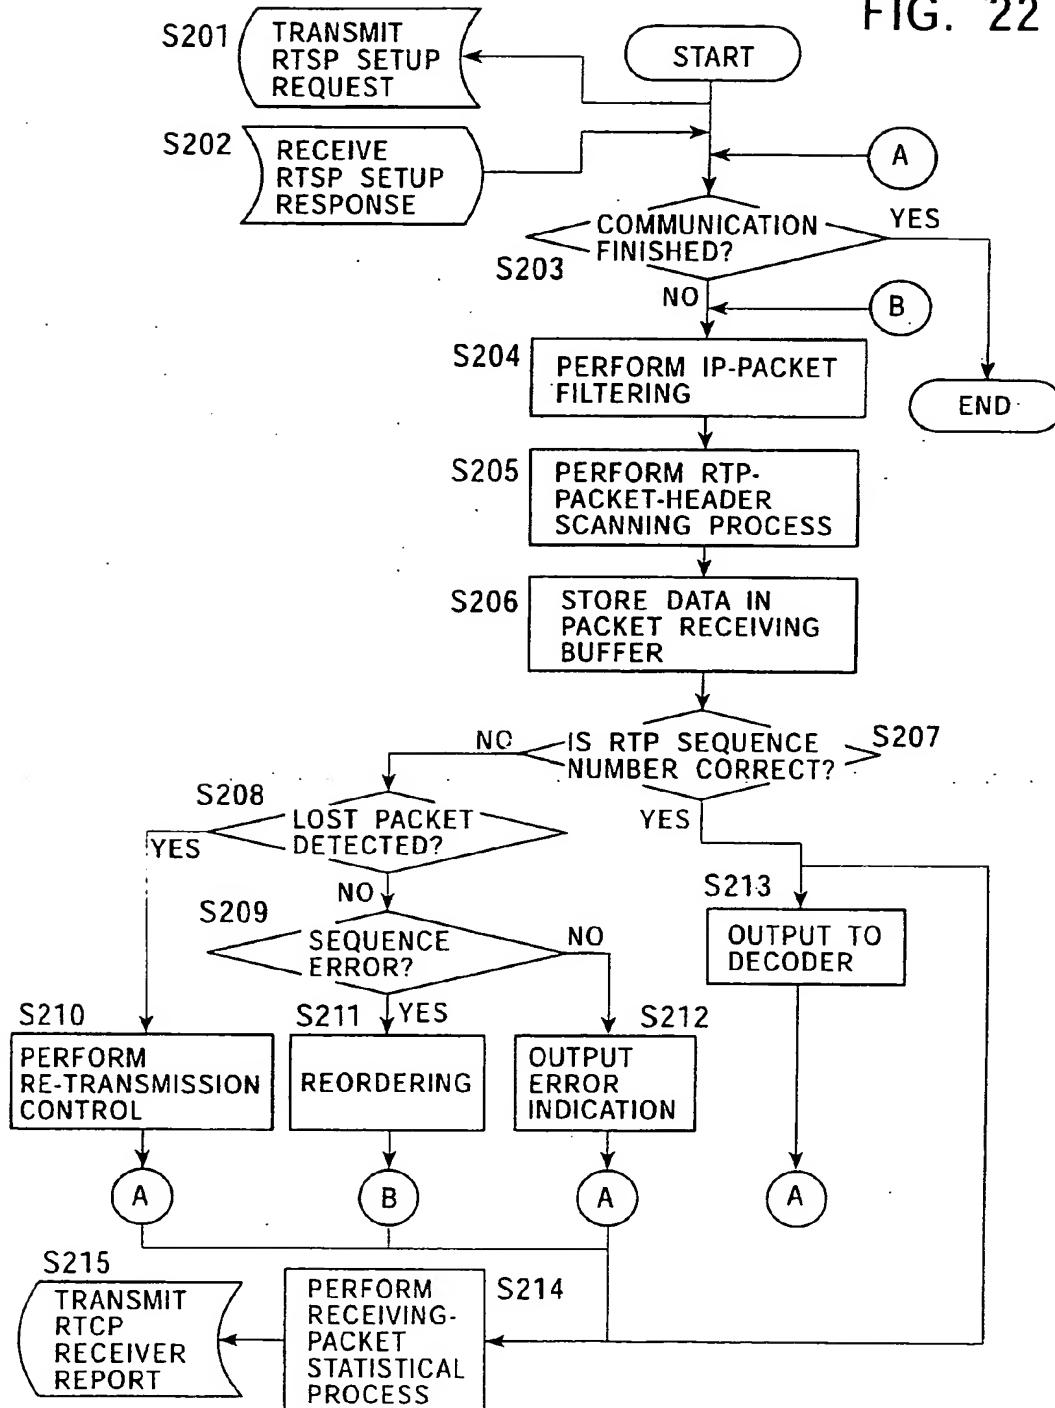 FIG. 22
S201
TRANSMIT
RTSP SETUP
REQUEST
START
S202
RECEIVE
RTSP SETUP
RESPONSE
A
COMMUNICATION
FINISHED?
YES
S203
NO
B
S204
PERFORM IP-PACKET
FILTERING
END
S205
PERFORM RTP-
PACKET-HEADER
SCANNING PROCESS
S206
STORE DATA IN
PACKET RECEIVING
BUFFER
NO
IS RTP SEQUENCE
NUMBER CORRECT?
S207
S208
LOST PACKET
DETECTED?
YES
YES
NO
S213
S209
SEQUENCE
ERROR?
NO
OUTPUT TO
DECODER
S210
S211
YES
S212
PERFORM
RE-TRANSMISSION
CONTROL
REORDERING
OUTPUT
ERROR
INDICATION
A
B
A
A
S215
TRANSMIT
RTCP
RECEIVER
REPORT
PERFORM
RECEIVING-
PACKET
STATISTICAL
PROCESS
S214